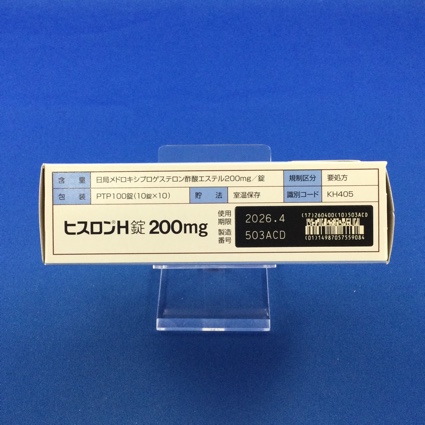 含 量 日局メドロキシプロゲステロン酢酸エステル200mg/錠 規制区分 要処方
包 装 PTP100錠(10錠×10) 貯 法 室温保存 識別コード KH405
ヒスロンH錠 200mg
使用期限 2026.4
製造番号 503ACD
(17)260400(10)503ACD
(01)14987057559084